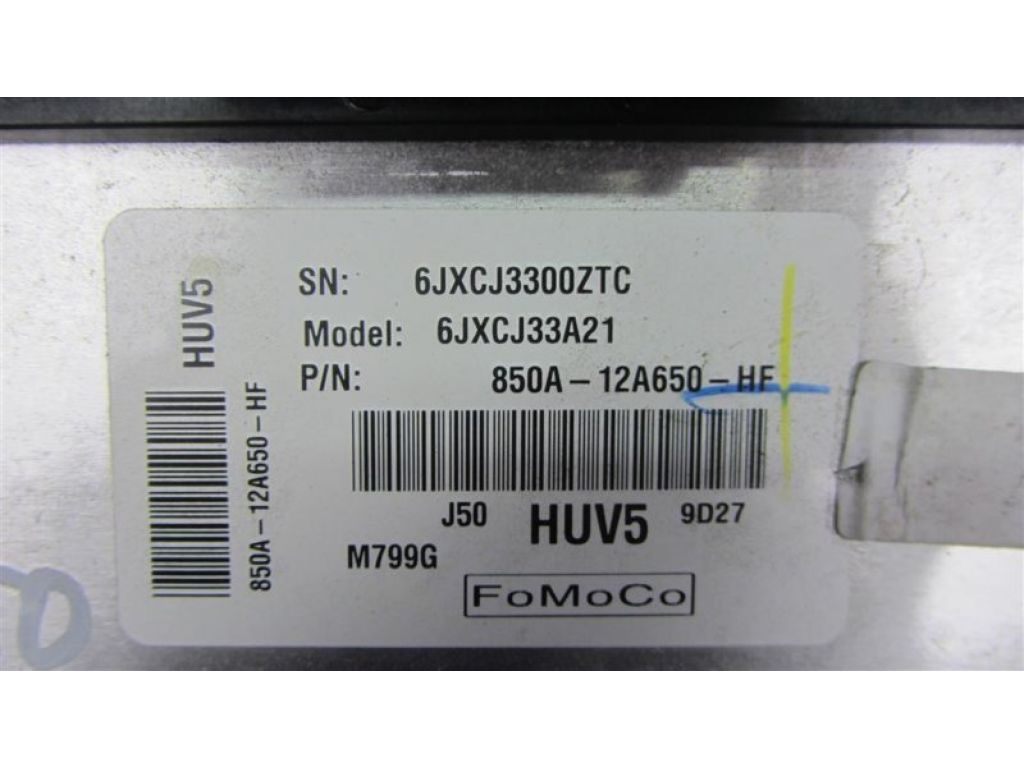 HUV5
850A-12A650-HF
SN: 6JXCJ3300ZTC
Model: 6JXCJ33A21
P/N: 850A-12A650-HF
J50 HUV5 9D27
M799G
FoMoCo